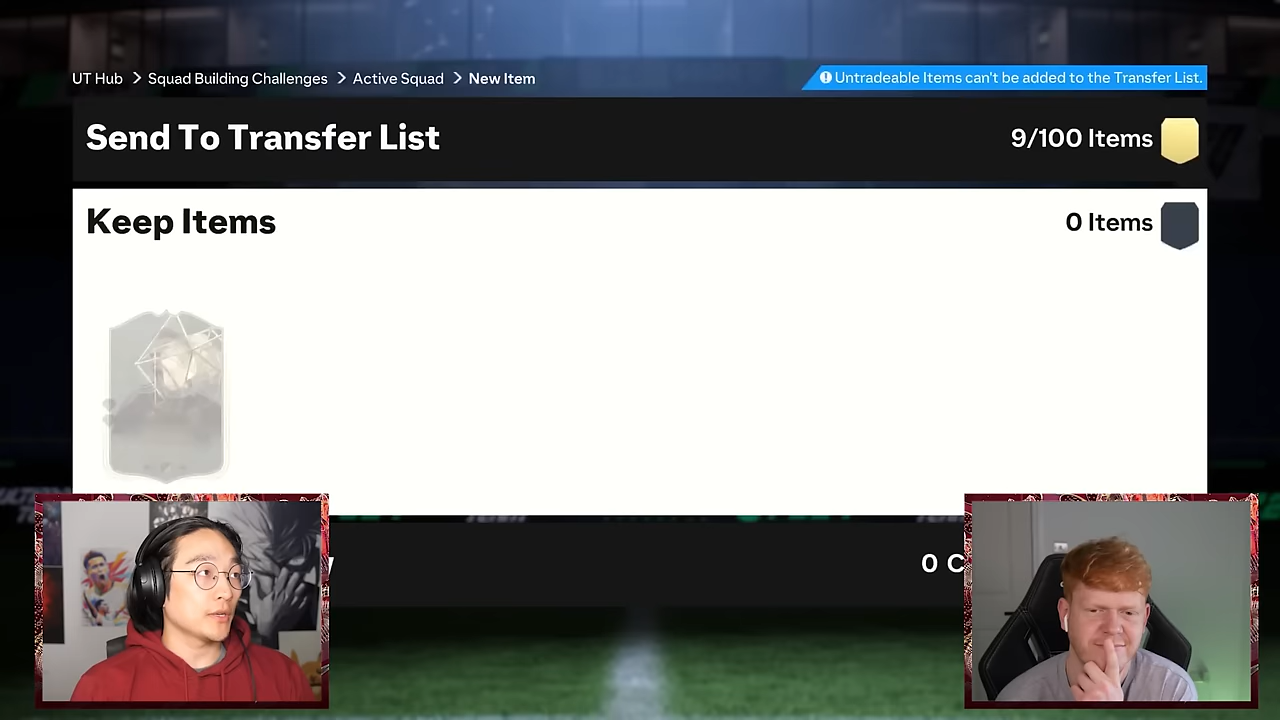 UT Hub > Squad Building Challenges > Active Squad > New Item
Untradeable Items can't be added to the Transfer List.
Send To Transfer List
9/100 Items
Keep Items
0 Items
0 C